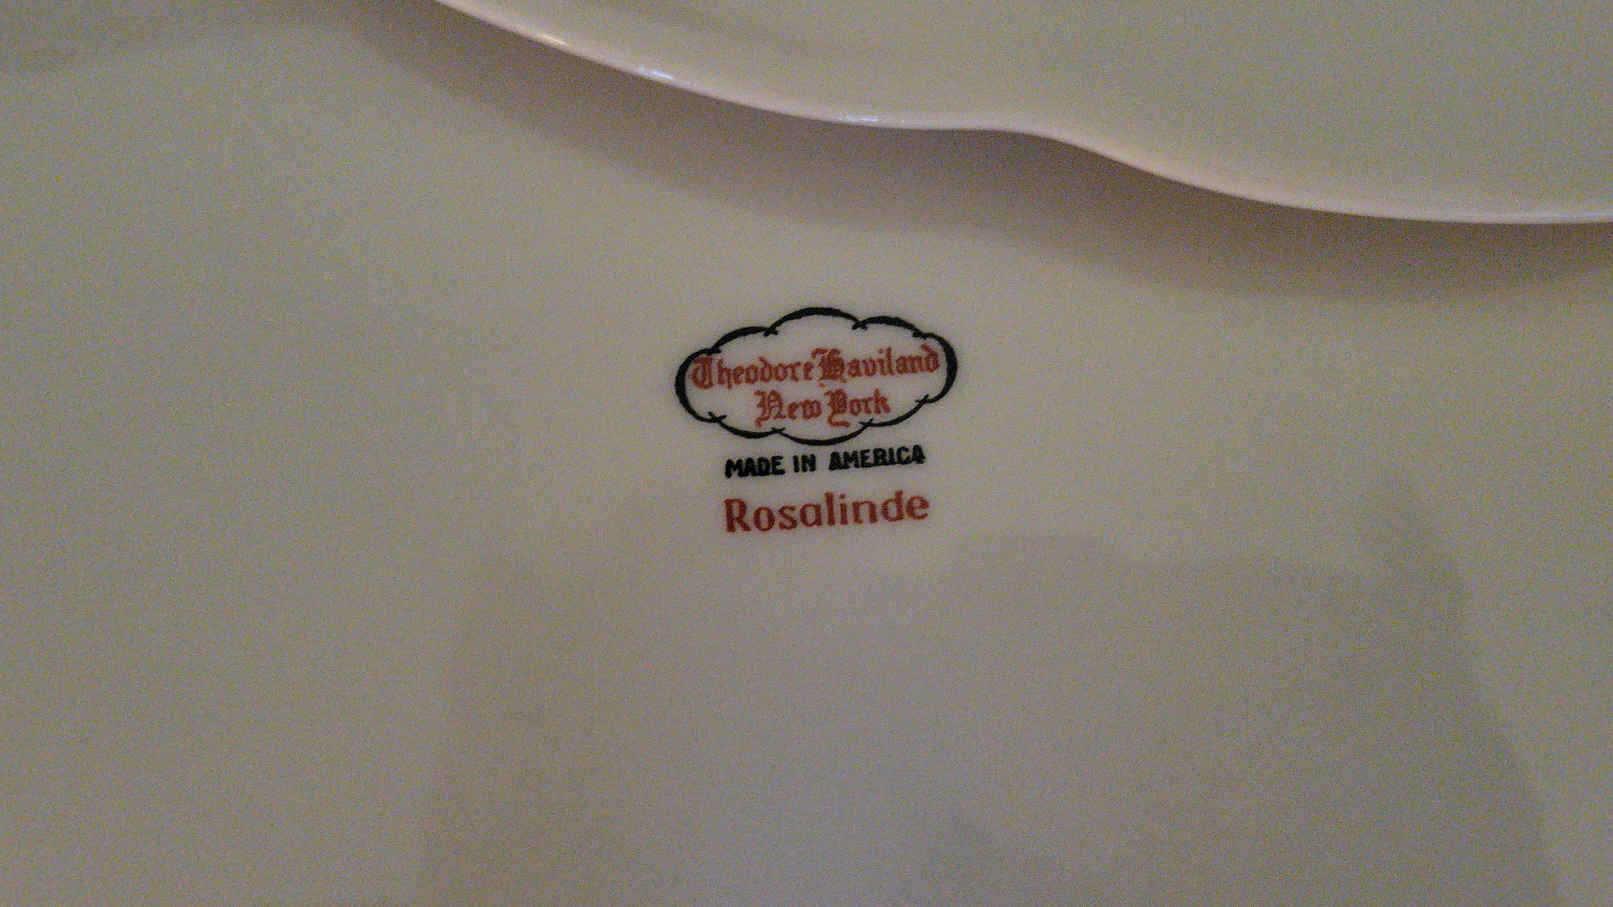 Theodore Haviland
New York
MADE IN AMERICA
Rosalinde